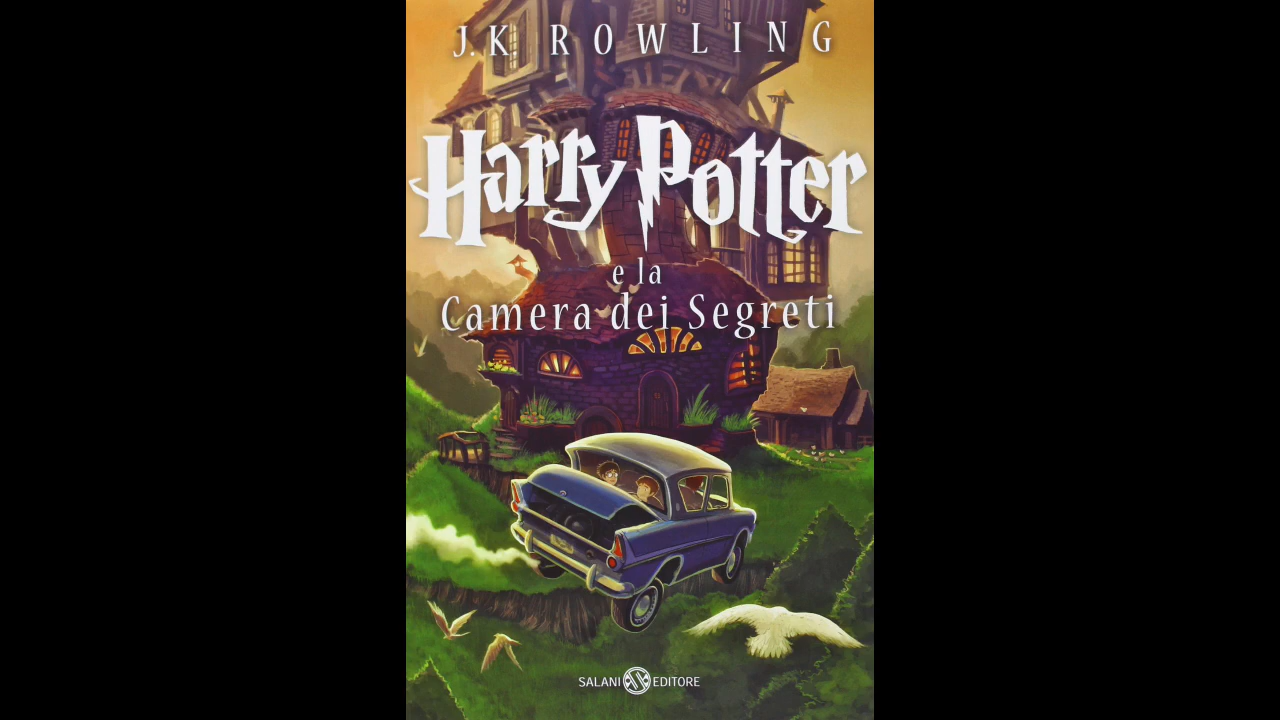 J.K. ROWLING
Harry Potter
e la
Camera dei Segreti
SALANI EDITORE